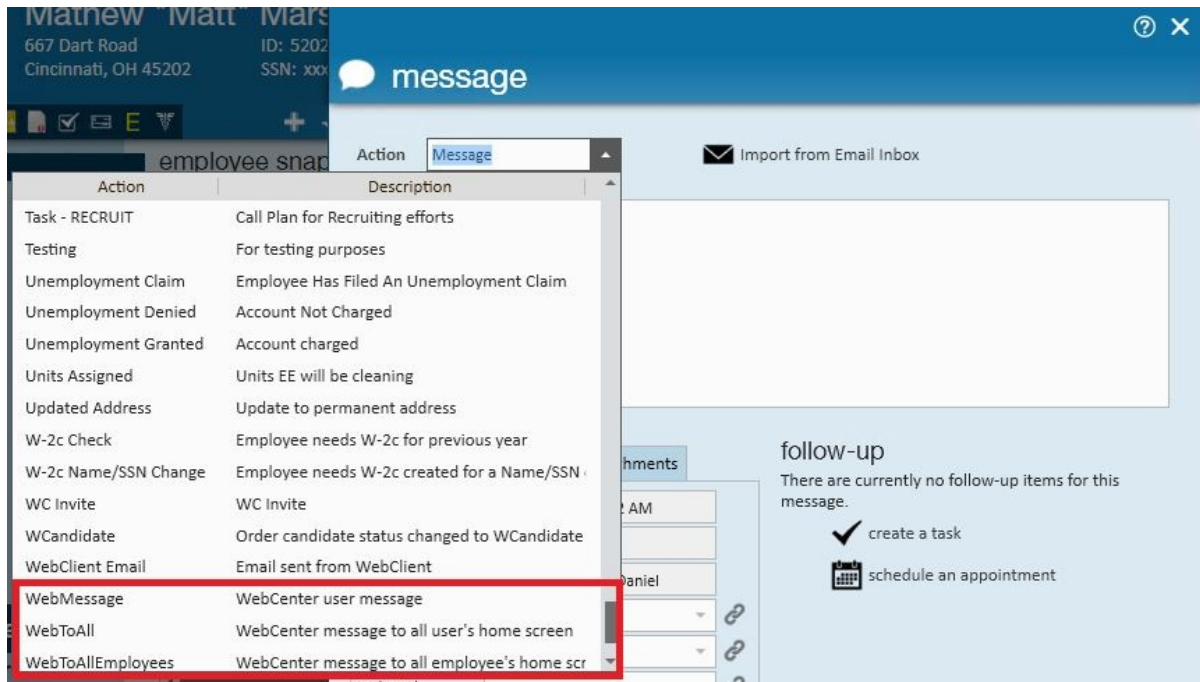 Mathew "Matt" Mars
667 Dart Road
ID: 5202
Cincinnati, OH 45202
SSN: xxx
message
E
employee snap
Action
Message
Import from Email Inbox
Action Description
Task - RECRUIT Call Plan for Recruiting efforts
Testing For testing purposes
Unemployment Claim Employee Has Filed An Unemployment Claim
Unemployment Denied Account Not Charged
Unemployment Granted Account charged
Units Assigned Units EE will be cleaning
Updated Address Update to permanent address
W-2c Check Employee needs W-2c for previous year
W-2c Name/SSN Change Employee needs W-2c created for a Name/SSN
WC Invite WC Invite
WCandidate Order candidate status changed to WCandidate
WebClient Email Email sent from WebClient
WebMessage WebCenter user message
WebToAll WebCenter message to all user's home screen
WebToAllEmployees WebCenter message to all employee's home scr
hments
2 AM
Daniel
follow-up
There are currently no follow-up items for this
message.
create a task
schedule an appointment